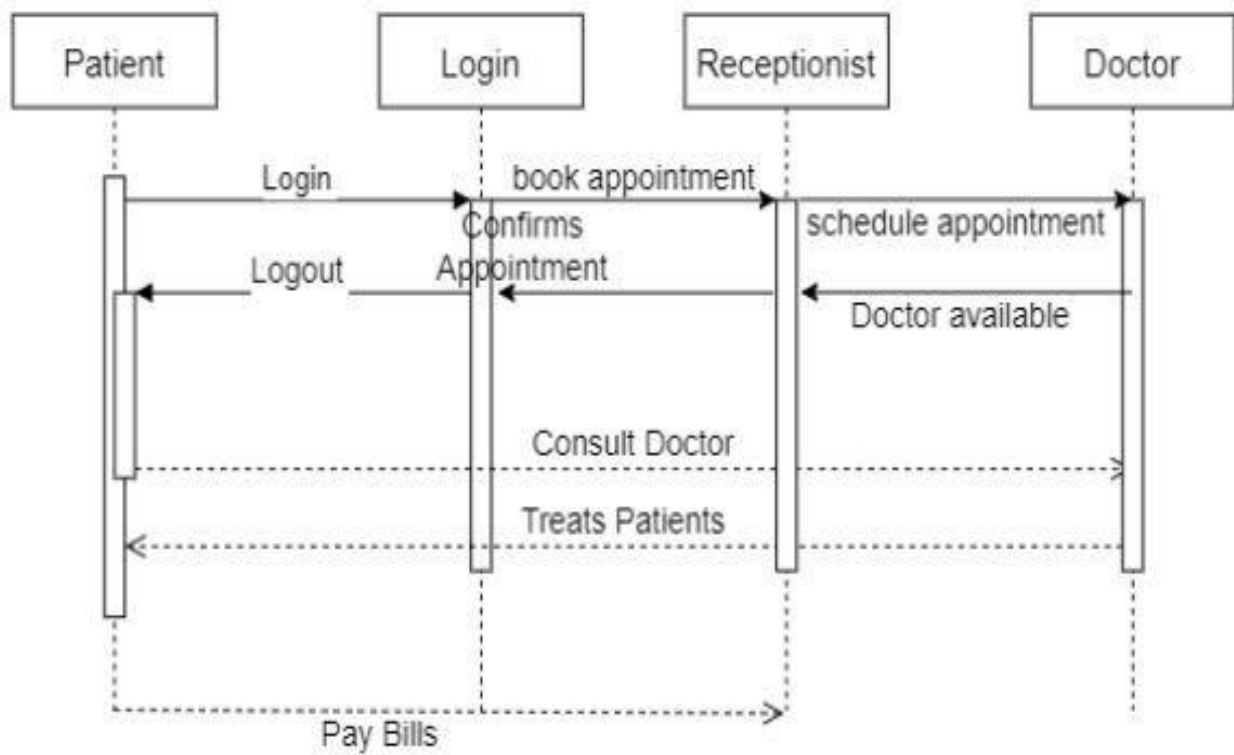 Patient
Login
Receptionist
Doctor
Login
book appointment
Confirms
Appointment
schedule appointment
Logout
Doctor available
Consult Doctor
Treats Patients
Pay Bills